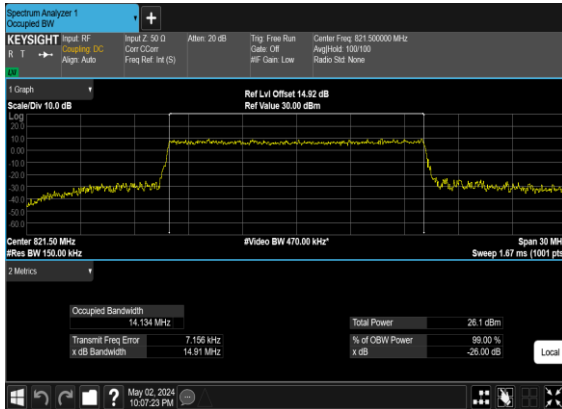 Spectrum Analyzer 1
Occupied BW
+
KEYSIGHT Input: RF Input Z: 50 Ω Atten: 20 dB Trig: Free Run Center Freq: 821.500000 MHz
R T Coupling: DC Corr CCorr Gate: Off Avg|Hold: 100/100
Align: Auto Freq Ref: Int (S) #IF Gain: Low Radio Std: None
LXI
1 Graph
Ref Lvl Offset 14.92 dB
Scale/Div 10.0 dB Ref Value 30.00 dBm
Log
20.0
10.0
0.00
-10.0
-20.0
-30.0
-40.0
-50.0
-60.0
Center 821.50 MHz #Video BW 470.00 kHz* Span 30 MH
#Res BW 150.00 kHz Sweep 1.67 ms (1001 pts
2 Metrics
Occupied Bandwidth
14.134 MHz Total Power 26.1 dBm
Transmit Freq Error 7.156 kHz % of OBW Power 99.00 %
x dB Bandwidth 14.91 MHz x dB -26.00 dB
Local
? May 02, 2024
10:07:23 PM